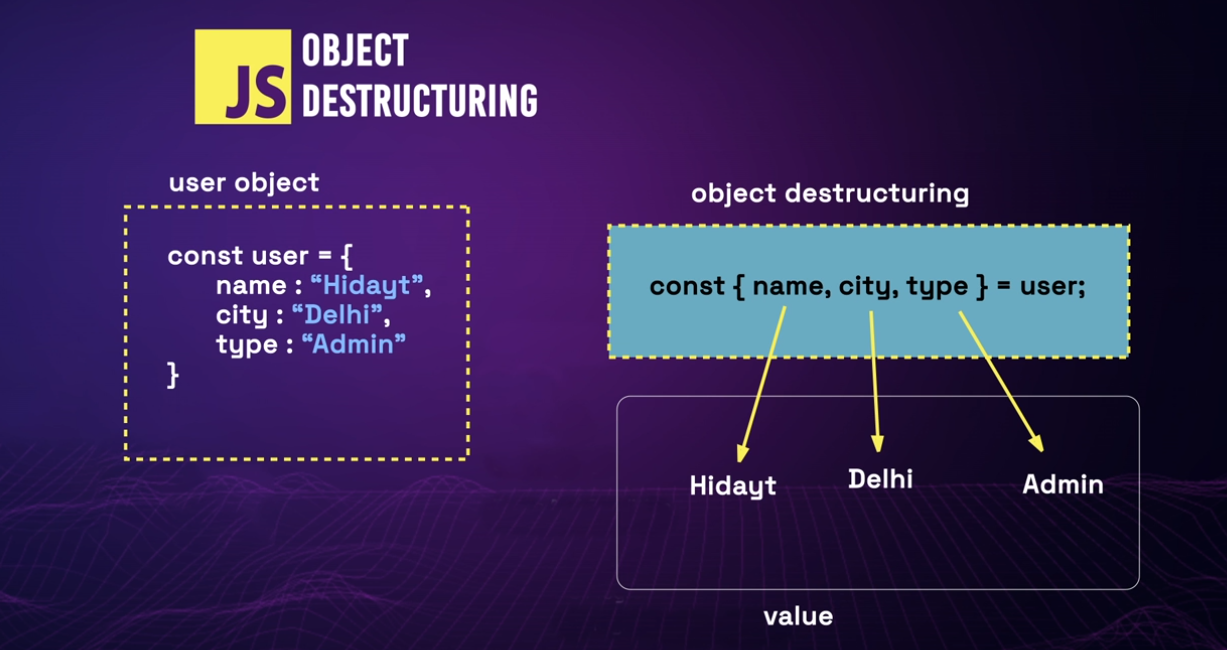 JS
OBJECT
DESTRUCTURING
user object
const user = {
name : “Hidayt”,
city : “Delhi”,
type : “Admin”
}
object destructuring
const { name, city, type } = user;
Hidayt
Delhi
Admin
value